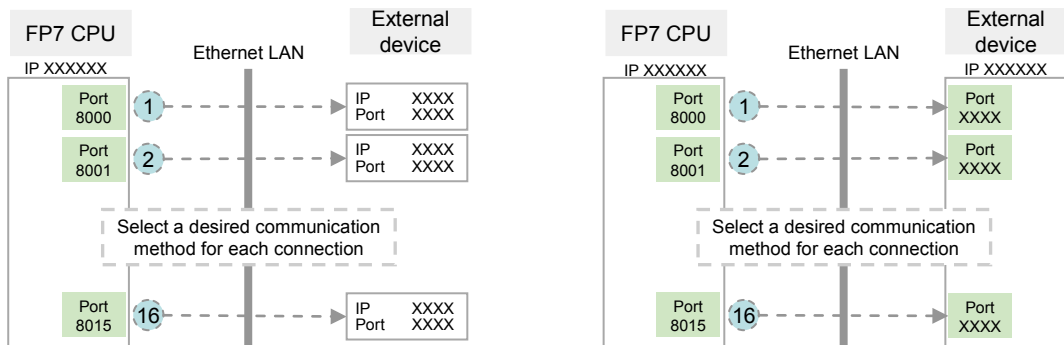 FP7 CPU
External
device
Ethernet LAN
IP XXXXXX
Port
8000
1
IP XXXX
Port XXXX
Port
8001
2
IP XXXX
Port XXXX
Select a desired communication
method for each connection
Port
8015
16
IP XXXX
Port XXXX
FP7 CPU
External
device
Ethernet LAN
IP XXXXXX
IP XXXXXX
Port
8000
1
Port
XXXX
Port
8001
2
Port
XXXX
Select a desired communication
method for each connection
Port
8015
16
Port
XXXX